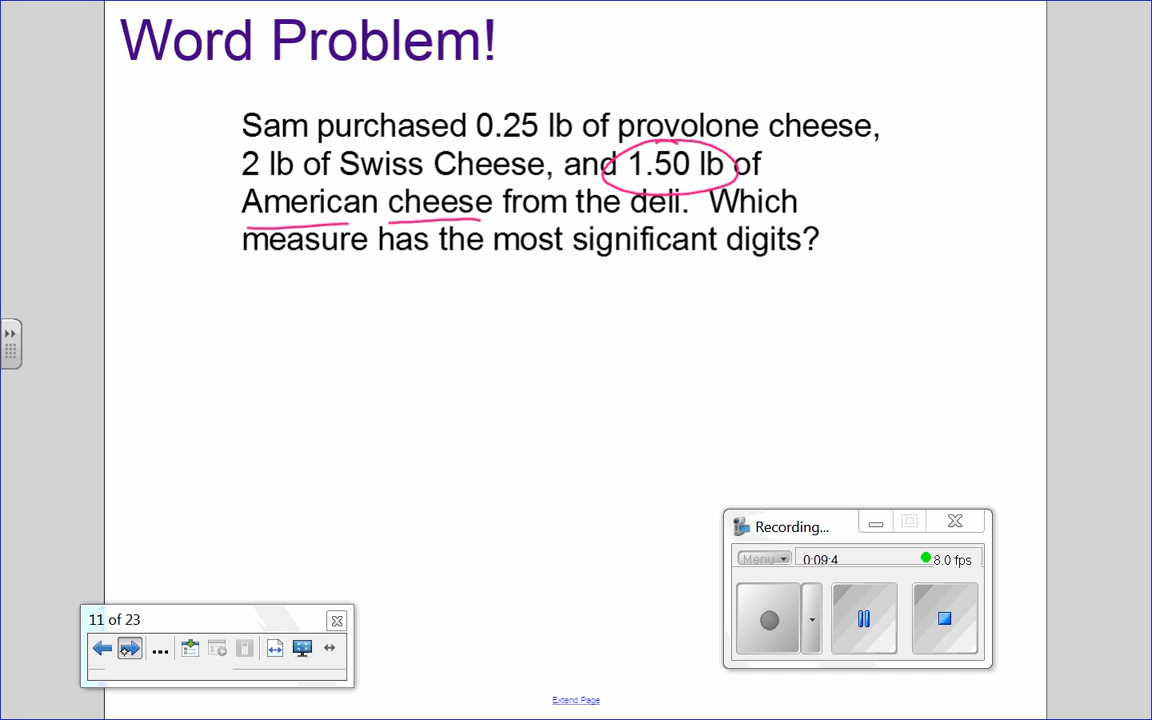 Word Problem!
Sam purchased 0.25 lb of provolone cheese,
2 lb of Swiss Cheese, and 1.50 lb of
American cheese from the deli. Which
measure has the most significant digits?
Recording...
Menu
0:09:4
8.0 fps
11 of 23
...
Extend Page